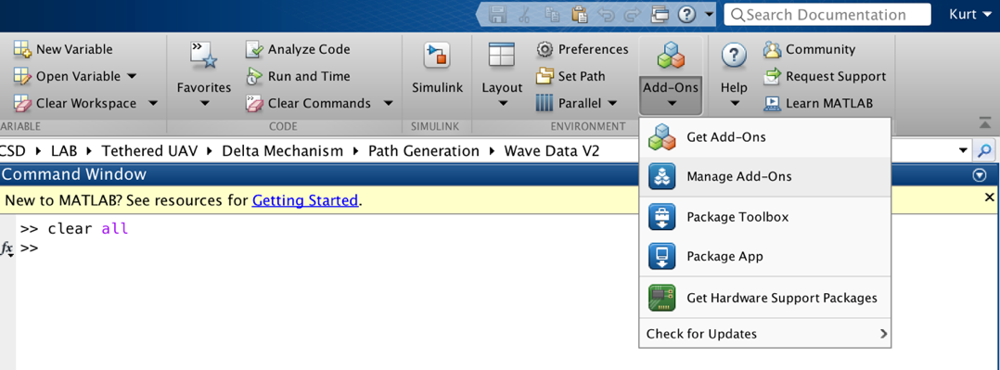 Search Documentation
Kurt
New Variable
Open Variable
Clear Workspace
Favorites
Analyze Code
Run and Time
Clear Commands
Simulink
Layout
Preferences
Set Path
Parallel
Add-Ons
Help
Community
Request Support
Learn MATLAB
ARIABLE
CODE
SIMULINK
ENVIRONMENT
CSD LAB Tethered UAV Delta Mechanism Path Generation Wave Data V2
Command Window
New to MATLAB? See resources for Getting Started.
>> clear all
fx >>
Get Add-Ons
Manage Add-Ons
Package Toolbox
Package App
Get Hardware Support Packages
Check for Updates